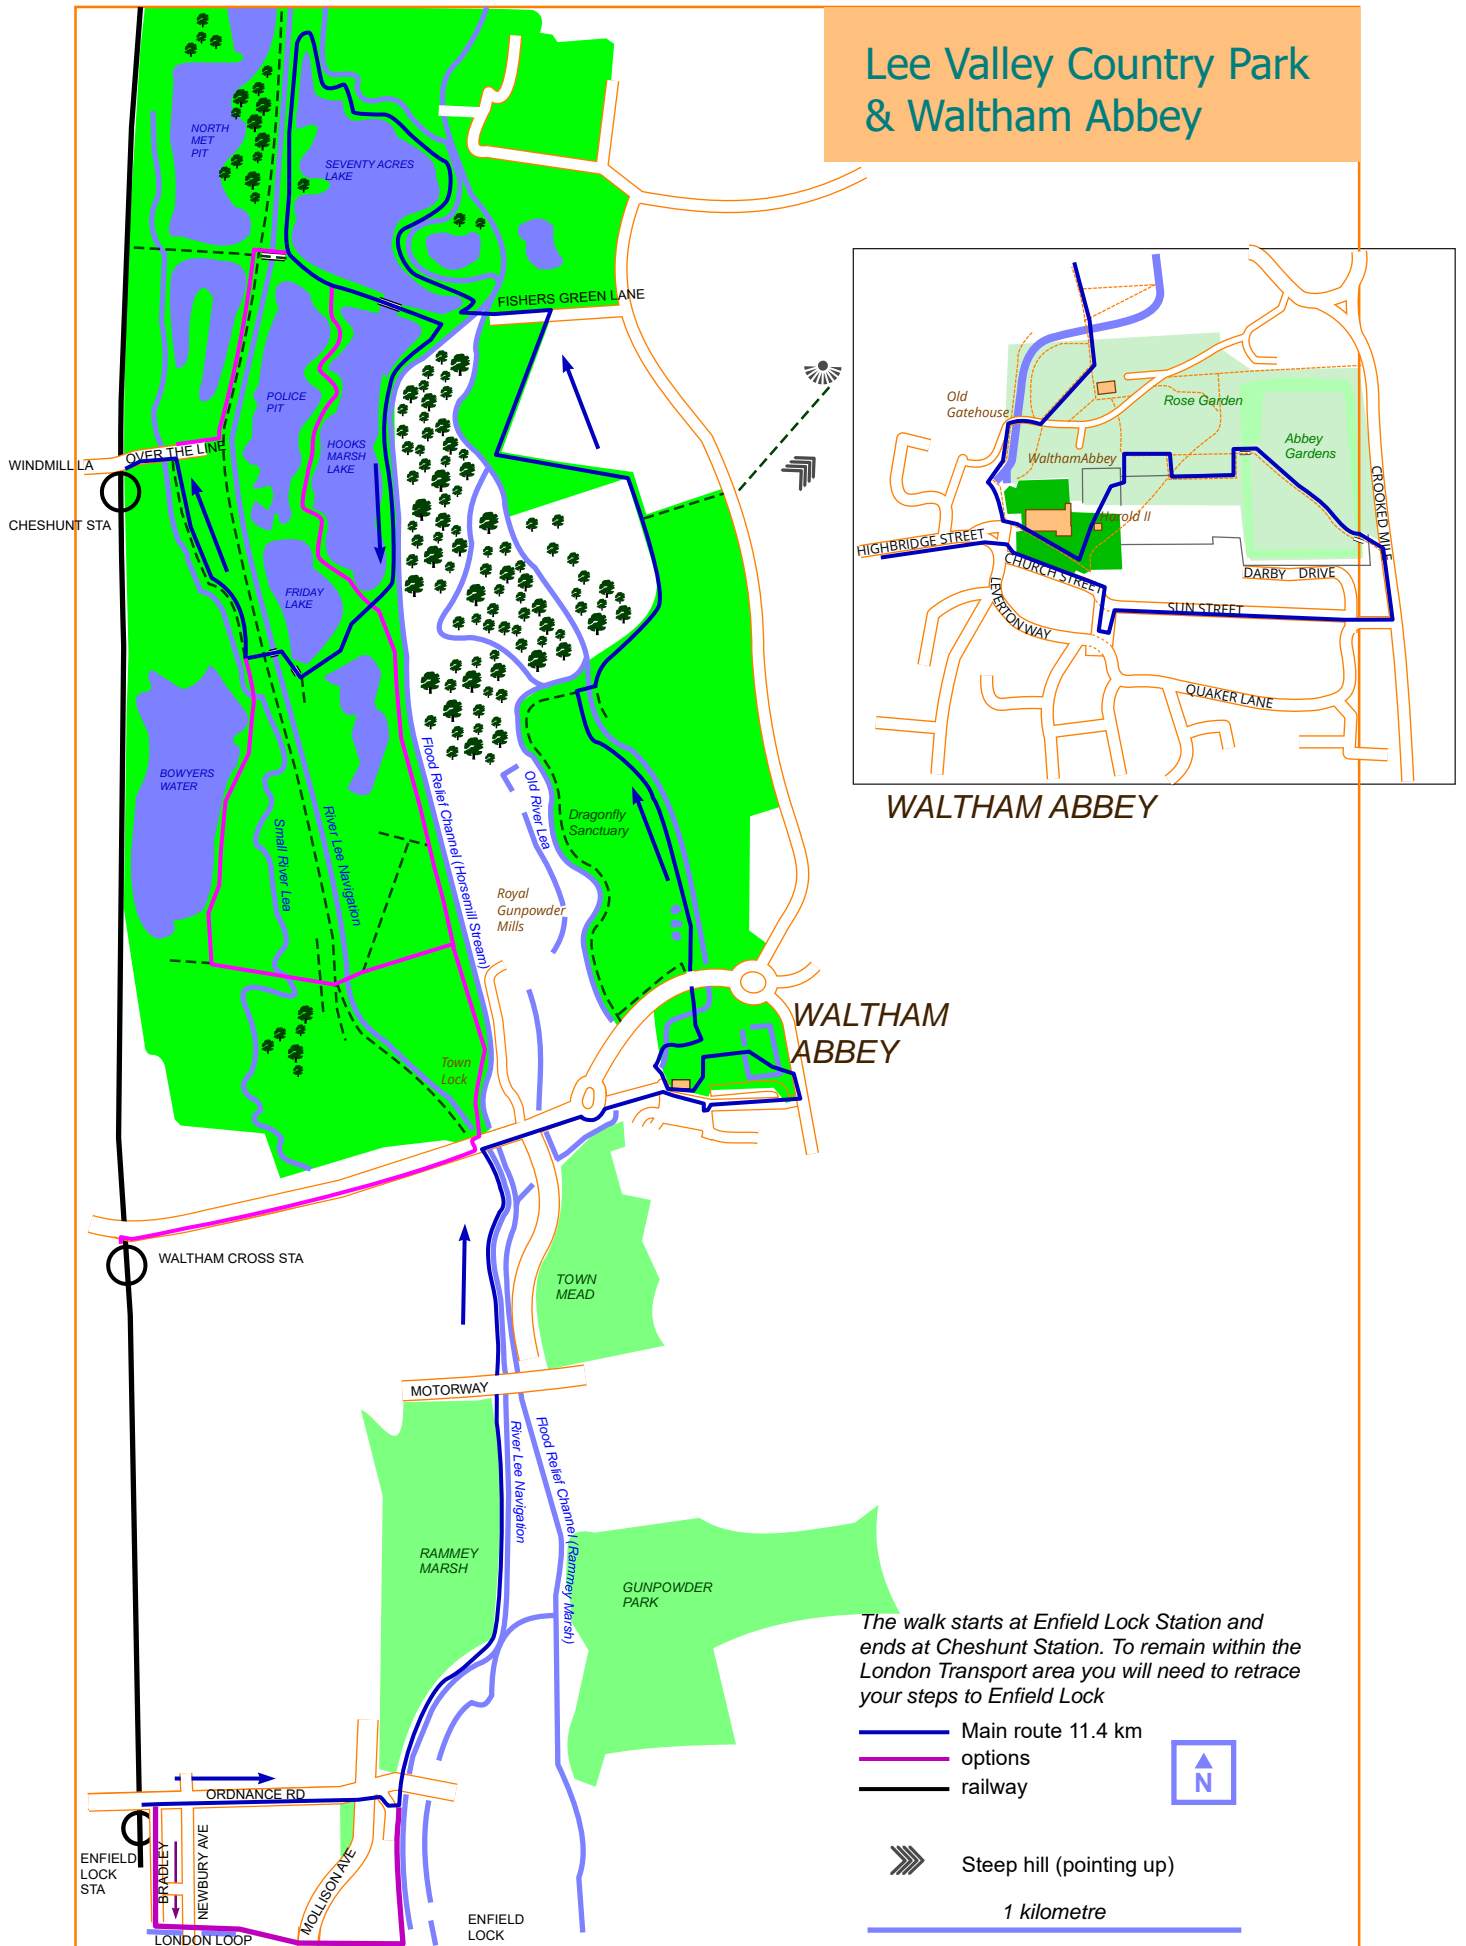 Lee Valley Country Park
& Waltham Abbey
NORTH
MET
PIT
SEVENTY ACRES
LAKE
FISHERS GREEN LANE
POLICE
PIT
HOOKS
MARSH
LAKE
OVER THE LINE
WINDMILL LA
CHESHUNT STA
FRIDAY
LAKE
BOWYERS
WATER
Small River Lea
River Lee Navigation
Flood Relief Channel (Horsemill Stream)
Old River Lea
Dragonfly
Sanctuary
Royal
Gunpowder
Mills
Town
Lock
WALTHAM
ABBEY
WALTHAM CROSS STA
TOWN
MEAD
MOTORWAY
River Lee Navigation
Flood Relief Channel (Rammey Marsh)
RAMMEY
MARSH
GUNPOWDER
PARK
ORDNANCE RD
ENFIELD
LOCK
STA
BRADLEY
NEWBURY AVE
MOLLISON AVE
LONDON LOOP
ENFIELD
LOCK
Old
Gatehouse
Rose Garden
Abbey
Gardens
WalthamAbbey
Harold II
CROOKED MILE
HIGHBRIDGE STREET
CHURCH STREET
DARBY DRIVE
LEVERTON WAY
SUN STREET
QUAKER LANE
WALTHAM ABBEY
The walk starts at Enfield Lock Station and
ends at Cheshunt Station. To remain within the
London Transport area you will need to retrace
your steps to Enfield Lock
Main route 11.4 km
options
railway
N
Steep hill (pointing up)
1 kilometre